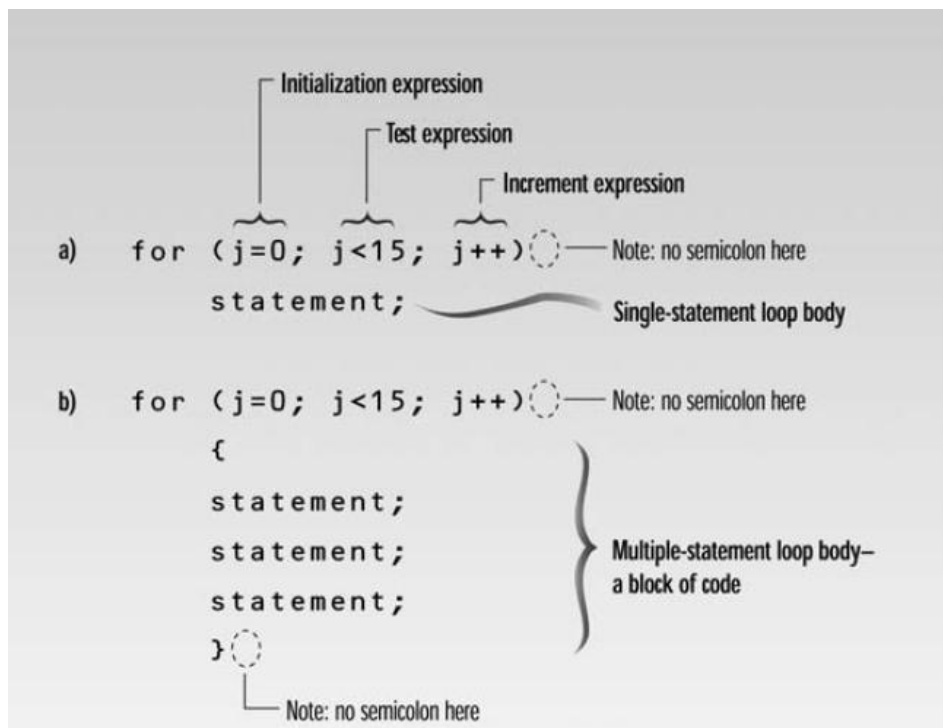 Initialization expression
Test expression
Increment expression
a) for (j=0; j<15; j++) Note: no semicolon here
statement; Single-statement loop body
b) for (j=0; j<15; j++) Note: no semicolon here
{
statement;
statement;
Multiple-statement loop body–
a block of code
statement;
}
Note: no semicolon here